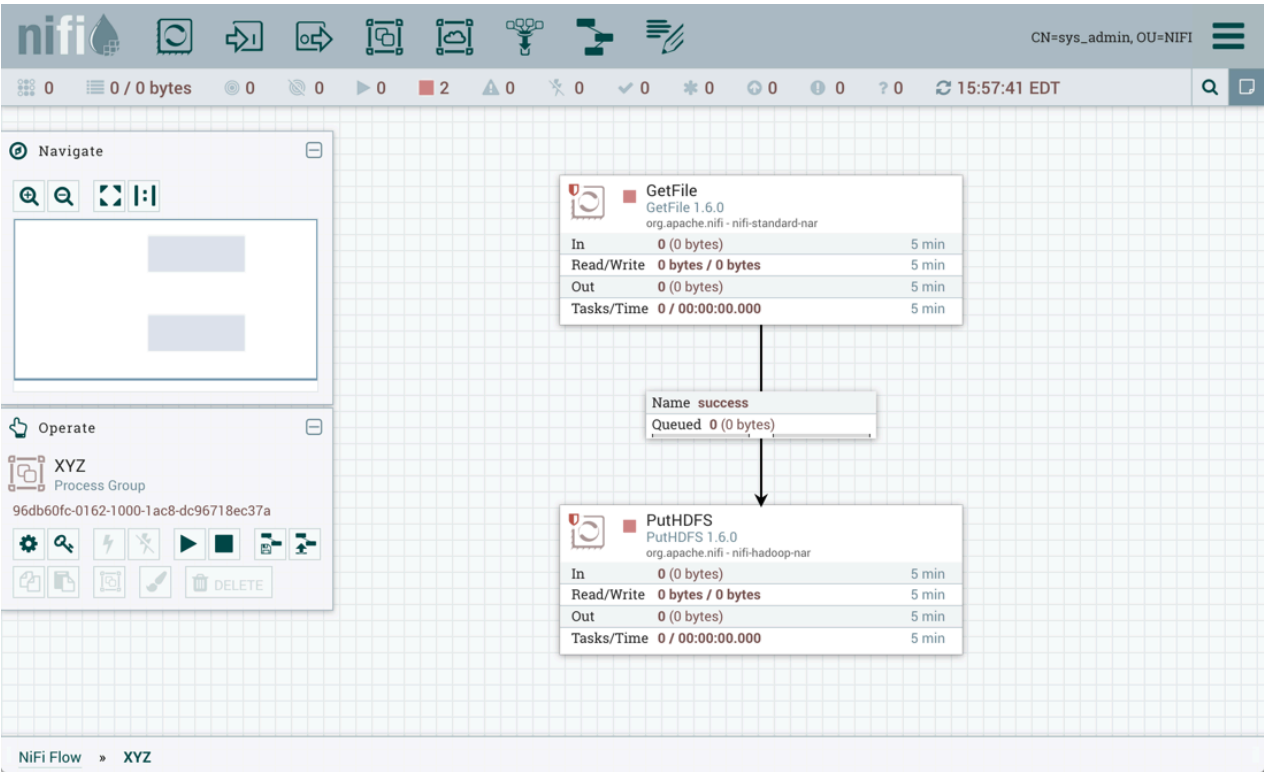 nifi
CN=sys_admin, OU=NIFI
0 0 / 0 bytes 0 0 0 2 0 0 0 0 0 0 ? 0 15:57:41 EDT
Navigate
Operate
XYZ
Process Group
96db60fc-0162-1000-1ac8-dc96718ec37a
DELETE
GetFile
GetFile 1.6.0
org.apache.nifi - nifi-standard-nar
In 0 (0 bytes) 5 min
Read/Write 0 bytes / 0 bytes 5 min
Out 0 (0 bytes) 5 min
Tasks/Time 0 / 00:00:00.000 5 min
Name success
Queued 0 (0 bytes)
PutHDFS
PutHDFS 1.6.0
org.apache.nifi - nifi-hadoop-nar
In 0 (0 bytes) 5 min
Read/Write 0 bytes / 0 bytes 5 min
Out 0 (0 bytes) 5 min
Tasks/Time 0 / 00:00:00.000 5 min
NiFi Flow » XYZ